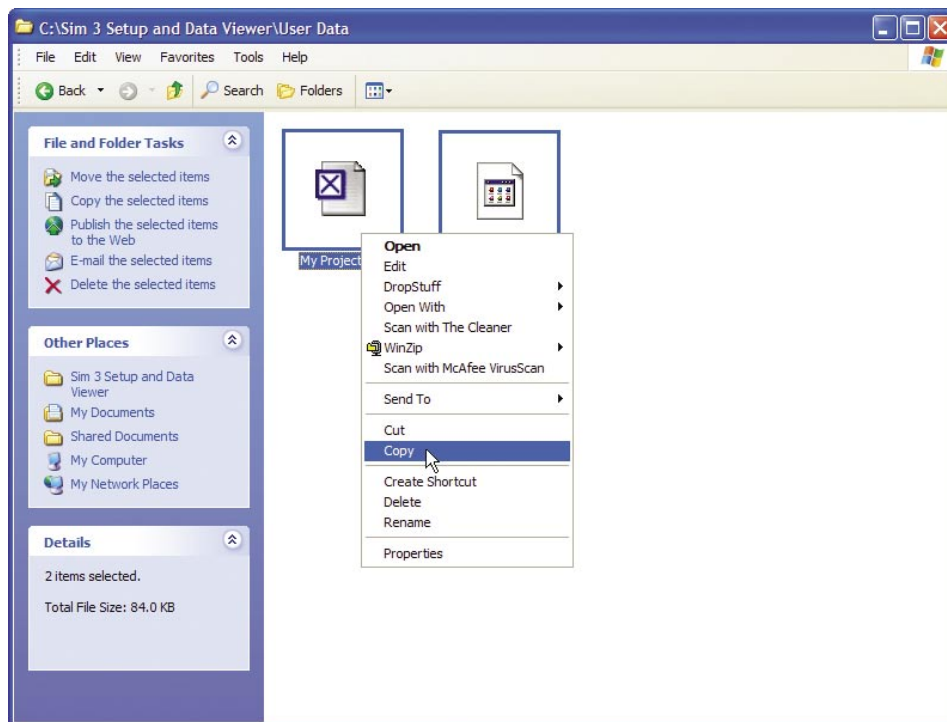 C:\Sim 3 Setup and Data Viewer\User Data
File Edit View Favorites Tools Help
Back Search Folders
File and Folder Tasks
Move the selected items
Copy the selected items
Publish the selected items
to the Web
E-mail the selected items
Delete the selected items
Other Places
Sim 3 Setup and Data
Viewer
My Documents
Shared Documents
My Computer
My Network Places
Details
2 items selected.
Total File Size: 84.0 KB
My Project
Open
Edit
DropStuff
Open With
Scan with The Cleaner
WinZip
Scan with McAfee VirusScan
Send To
Cut
Copy
Create Shortcut
Delete
Rename
Properties